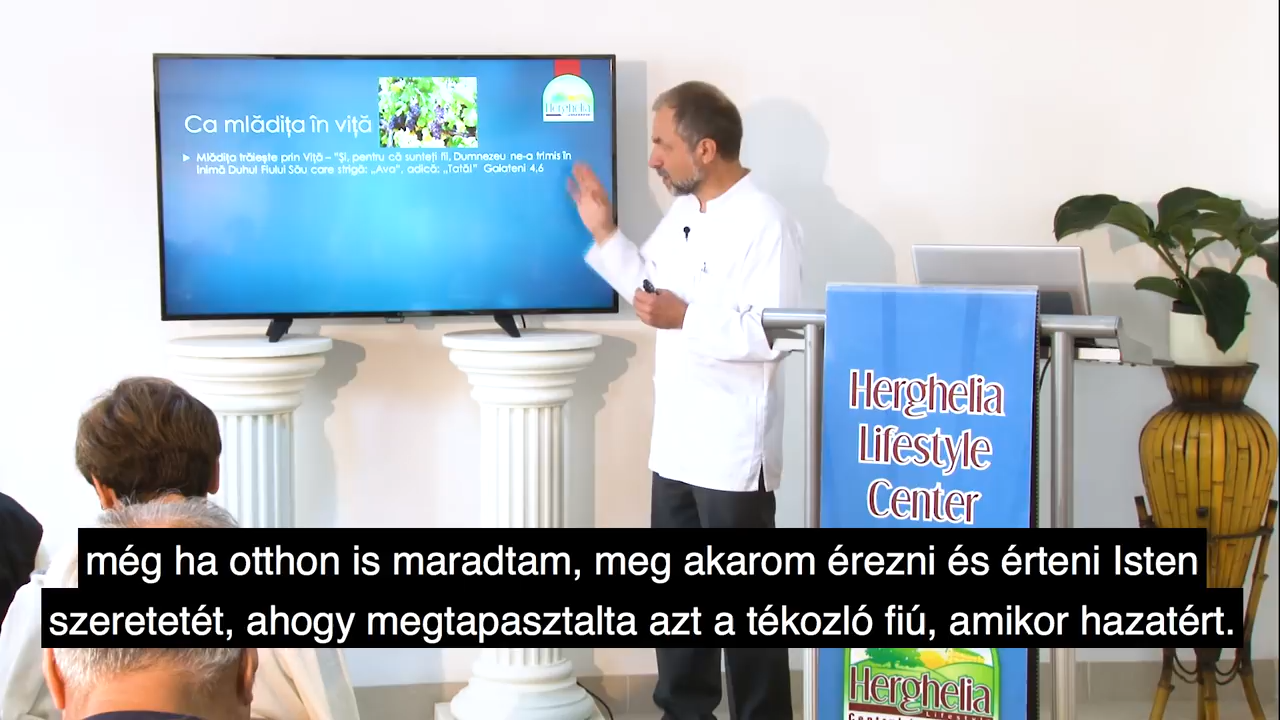 Ca mlădița în viță
Herghelia
Mlădița trăiește prin Viță – "Și, pentru că sunteți fii, Dumnezeu ne-a trimis în
inimă Duhul Fiului Său care strigă: „Ava”, adică: „Tată!” Galateni 4,6
Herghelia
Lifestyle
Center
még ha otthon is maradtam, meg akarom érezni és érteni Isten
szeretetét, ahogy megtapasztalta azt a tékozló fiú, amikor hazatért.
Herghelia
Lifestyle